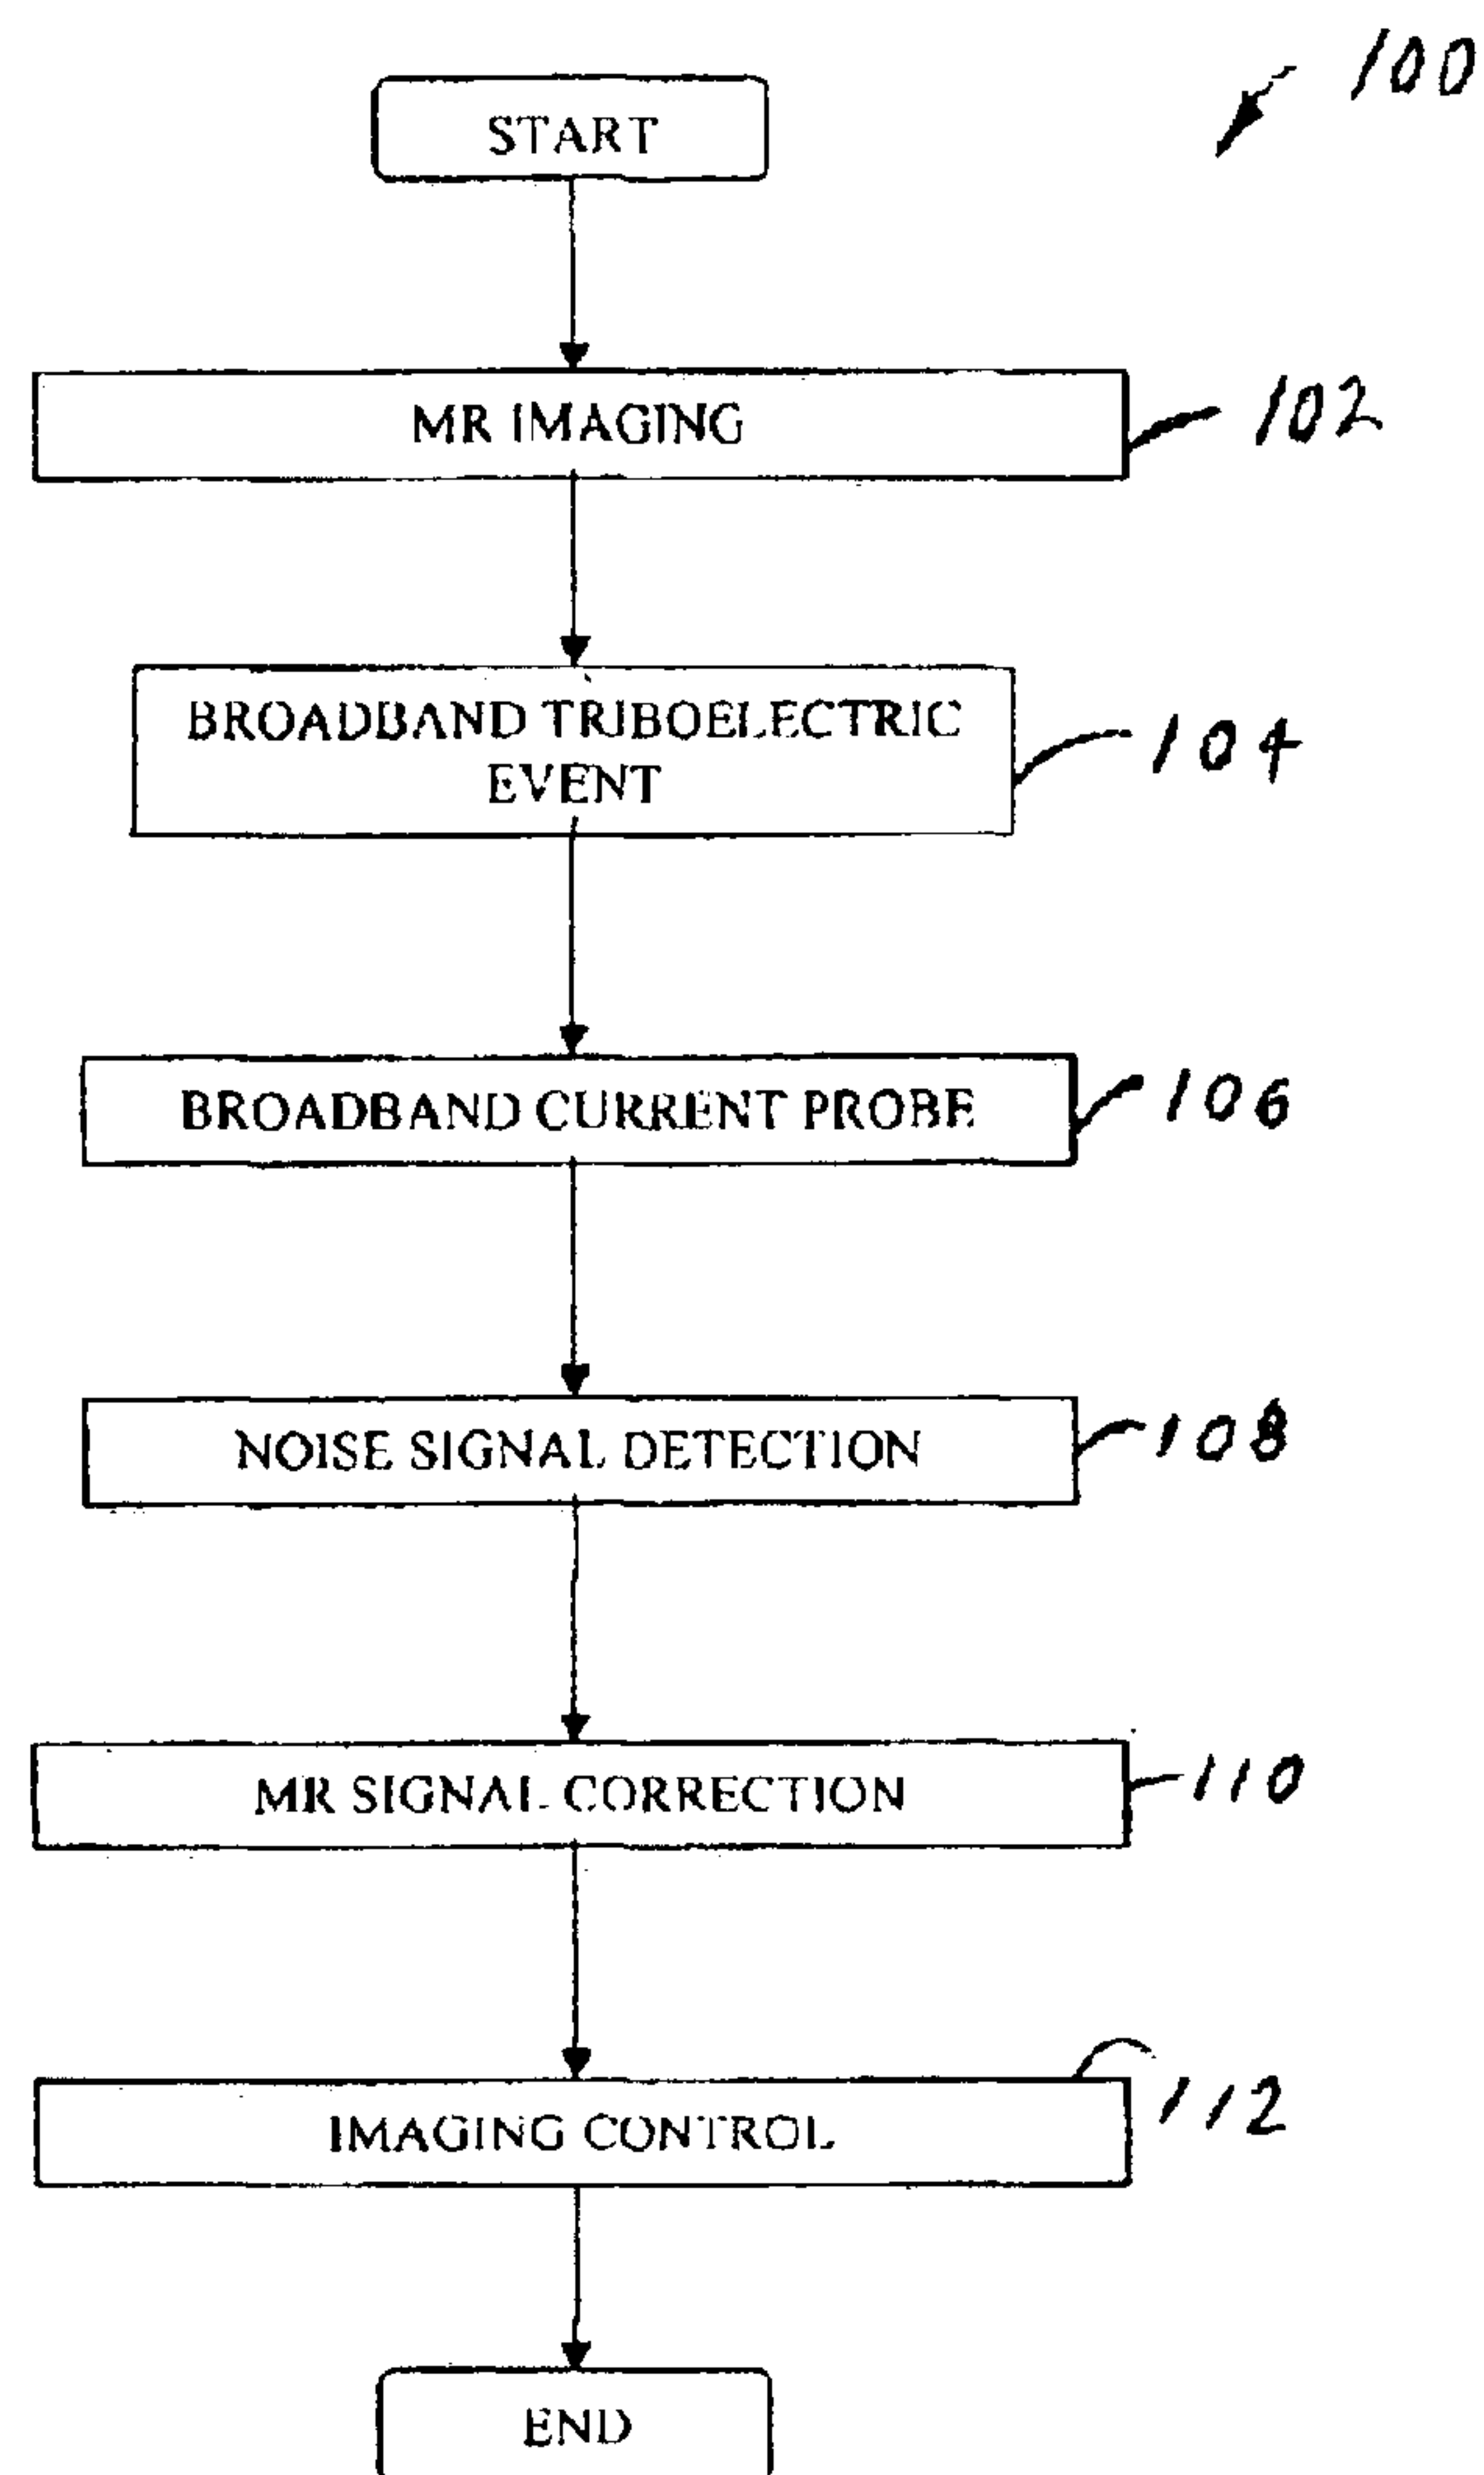 100
START
MR IMAGING
102
BROADBAND TRIBOELECTRIC
EVENT
104
BROADBAND CURRENT PROBE
106
NOISE SIGNAL DETECTION
108
MR SIGNAL CORRECTION
110
IMAGING CONTROL
112
END